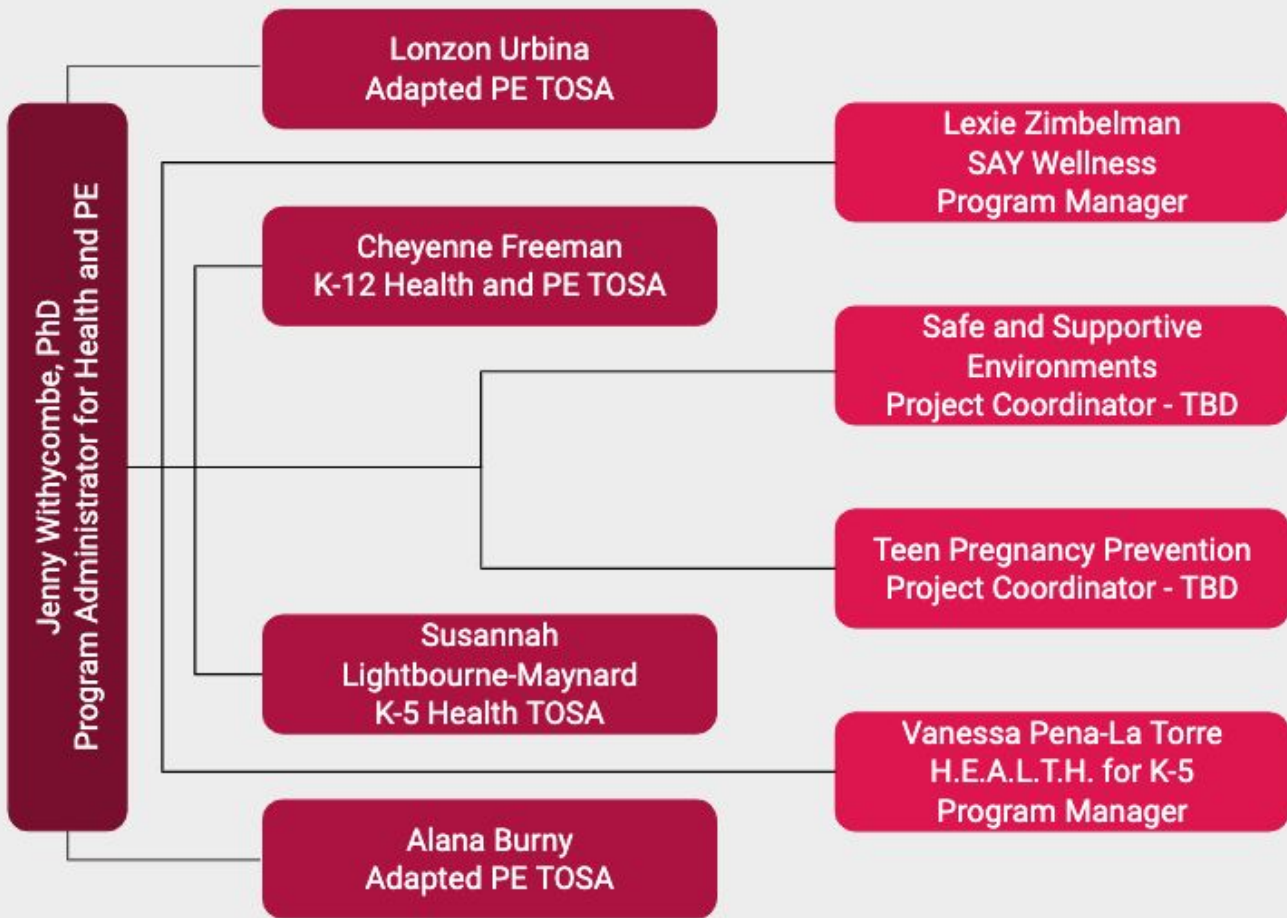 Jenny Withycombe, PhD
Program Administrator for Health and PE
Lonzon Urbina
Adapted PE TOSA
Cheyenne Freeman
K-12 Health and PE TOSA
Susannah
Lightbourne-Maynard
K-5 Health TOSA
Alana Burny
Adapted PE TOSA
Lexie Zimbelman
SAY Wellness
Program Manager
Safe and Supportive
Environments
Project Coordinator - TBD
Teen Pregnancy Prevention
Project Coordinator - TBD
Vanessa Pena-La Torre
H.E.A.L.T.H. for K-5
Program Manager